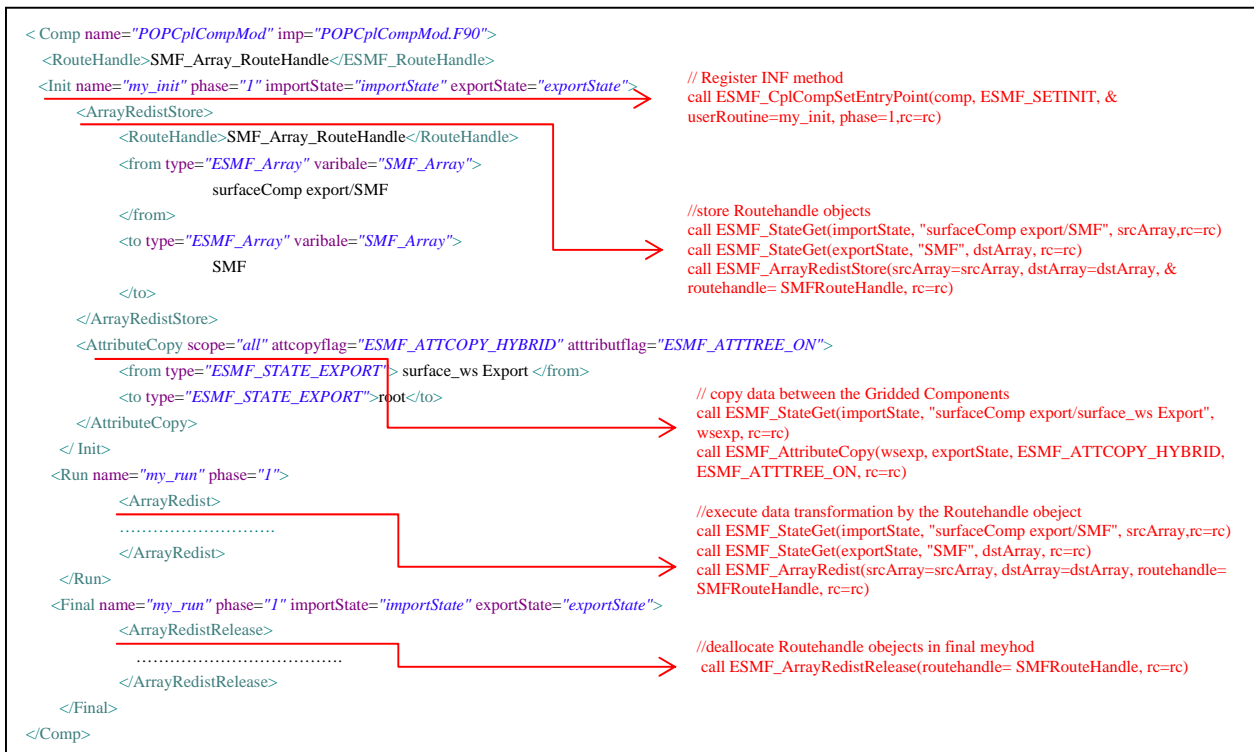 < Comp name="POPCplCompMod" imp="POPCplCompMod.F90">
<RouteHandle>SMF_Array_RouteHandle</ESMF_RouteHandle>
<Init name="my_init" phase="1" importState="importState" exportState="exportState">
<ArrayRedistStore>
<RouteHandle>SMF_Array_RouteHandle</RouteHandle>
<from type="ESMF_Array" varibale="SMF_Array">
surfaceComp export/SMF
</from>
<to type="ESMF_Array" varibale="SMF_Array">
SMF
</to>
</ArrayRedistStore>
<AttributeCopy scope="all" attcopyflag="ESMF_ATTCOPY_HYBRID" atttributflag="ESMF_ATTTREE_ON">
<from type="ESMF_STATE_EXPORT"> surface_ws Export </from>
<to type="ESMF_STATE_EXPORT">root</to>
</AttributeCopy>
</ Init>
<Run name="my_run" phase="1">
<ArrayRedist>
……………………….
</ArrayRedist>
</Run>
<Final name="my_run" phase="1" importState="importState" exportState="exportState">
<ArrayRedistRelease>
……………………………….
</ArrayRedistRelease>
</Final>
</Comp>
// Register INF method
call ESMF_CplCompSetEntryPoint(comp, ESMF_SETINIT, &
userRoutine=my_init, phase=1,rc=rc)
//store Routehandle objects
call ESMF_StateGet(importState, "surfaceComp export/SMF", srcArray,rc=rc)
call ESMF_StateGet(exportState, "SMF", dstArray, rc=rc)
call ESMF_ArrayRedistStore(srcArray=srcArray, dstArray=dstArray, &
routehandle= SMFRouteHandle, rc=rc)
// copy data between the Gridded Components
call ESMF_StateGet(importState, "surfaceComp export/surface_ws Export",
wsexp, rc=rc)
call ESMF_AttributeCopy(wsexp, exportState, ESMF_ATTCOPY_HYBRID,
ESMF_ATTTREE_ON, rc=rc)
//execute data transformation by the Routehandle obeject
call ESMF_StateGet(importState, "surfaceComp export/SMF", srcArray,rc=rc)
call ESMF_StateGet(exportState, "SMF", dstArray, rc=rc)
call ESMF_ArrayRedist(srcArray=srcArray, dstArray=dstArray, routehandle=
SMFRouteHandle, rc=rc)
//deallocate Routehandle obejects in final meyhod
call ESMF_ArrayRedistRelease(routehandle= SMFRouteHandle, rc=rc)